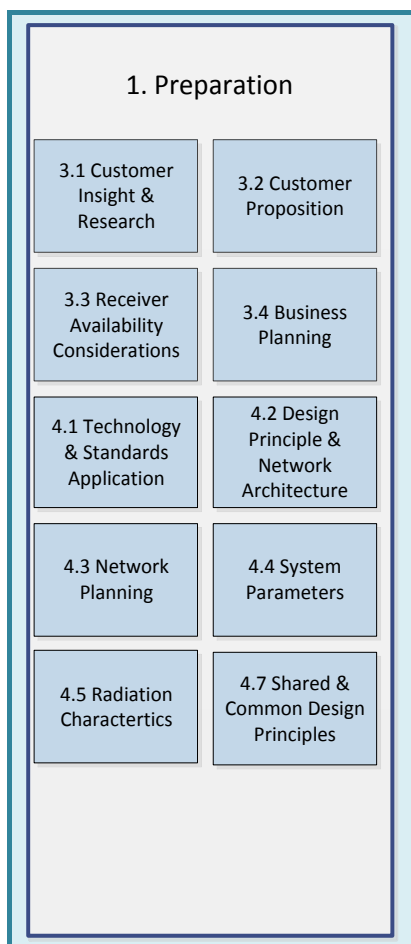 1. Preparation
3.1 Customer
Insight &
Research
3.2 Customer
Proposition
3.3 Receiver
Availability
Considerations
3.4 Business
Planning
4.1 Technology
& Standards
Application
4.2 Design
Principle &
Network
Architecture
4.3 Network
Planning
4.4 System
Parameters
4.5 Radiation
Charactertics
4.7 Shared &
Common Design
Principles